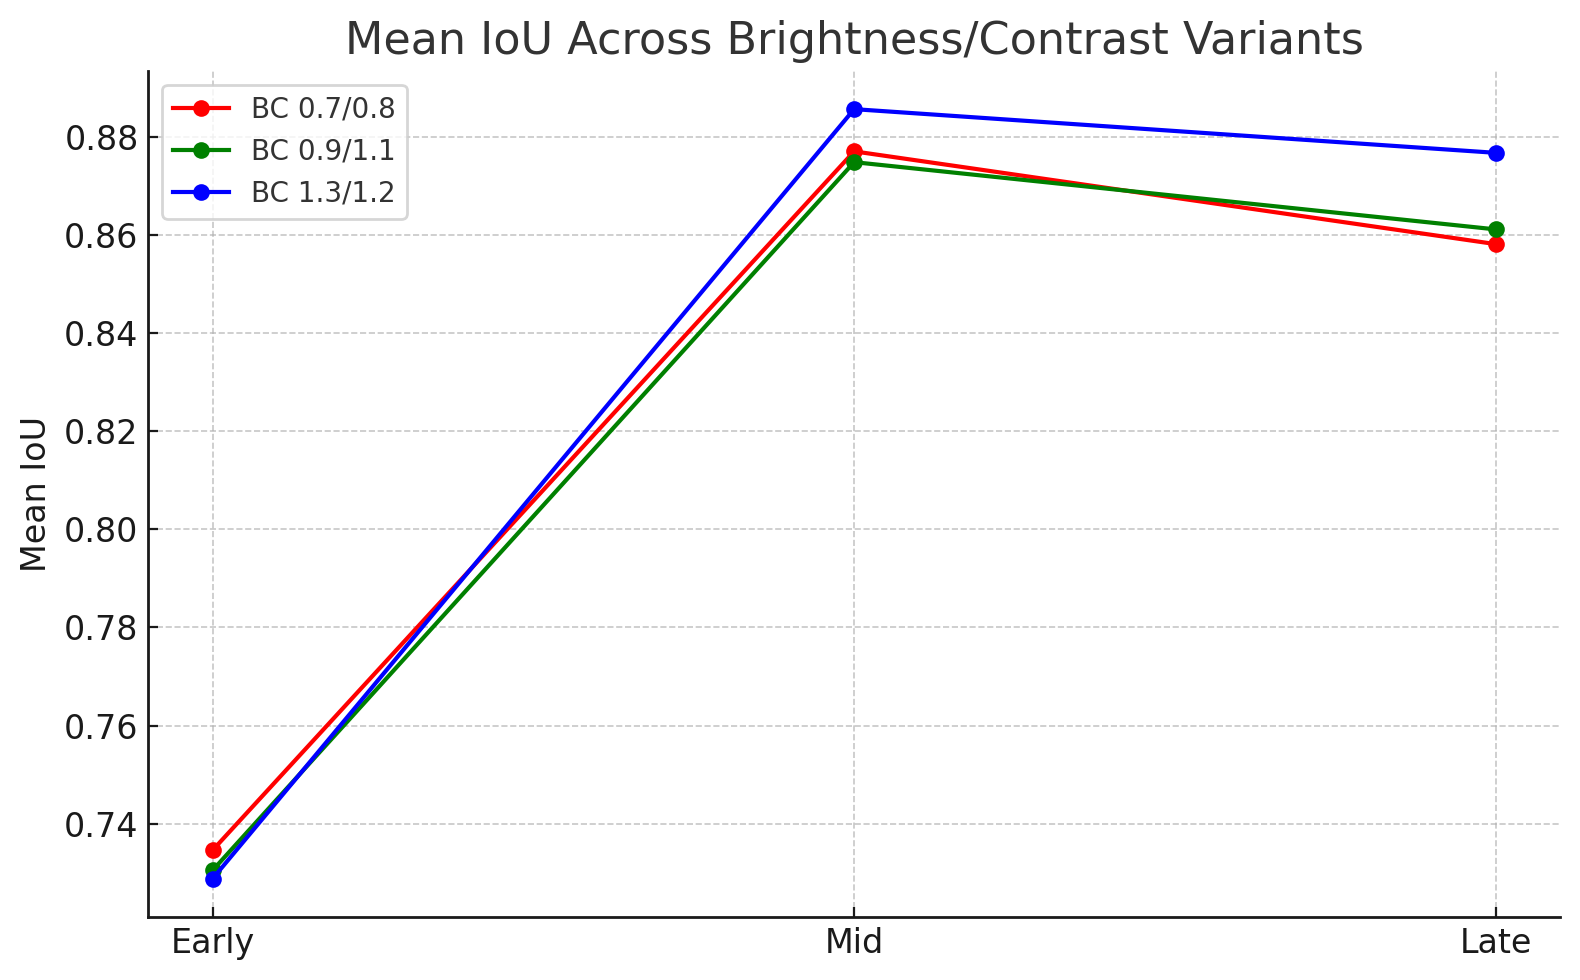 Mean IoU Across Brightness/Contrast Variants
BC 0.7/0.8
BC 0.9/1.1
BC 1.3/1.2
Mean IoU
0.88
0.86
0.84
0.82
0.80
0.78
0.76
0.74
Early
Mid
Late